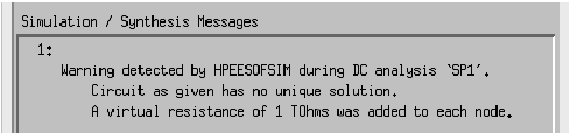 Simulation / Synthesis Messages
1:
Warning detected by HPEESOFSIM during DC analysis `SP1'.
Circuit as given has no unique solution.
A virtual resistance of 1 TOhms was added to each node.